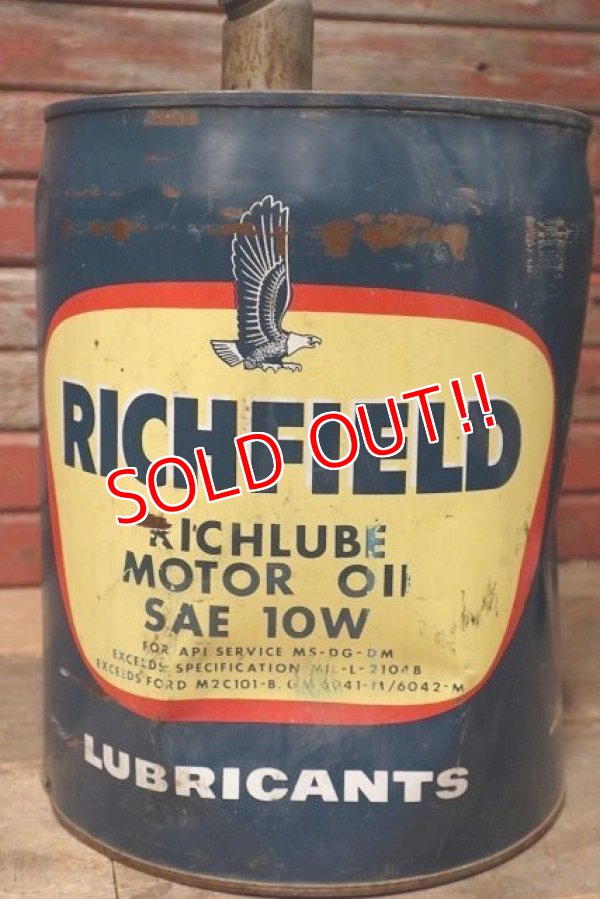 RICHFIELD
SOLD OUT!!
RICHLUBE
MOTOR OIL
SAE 10W
FOR API SERVICE MS-DG-DM
EXCEEDS SPECIFICATION MIL-L-2104B
EXCEEDS FORD M2C101-B. GM 6041-M/6042-M
LUBRICANTS